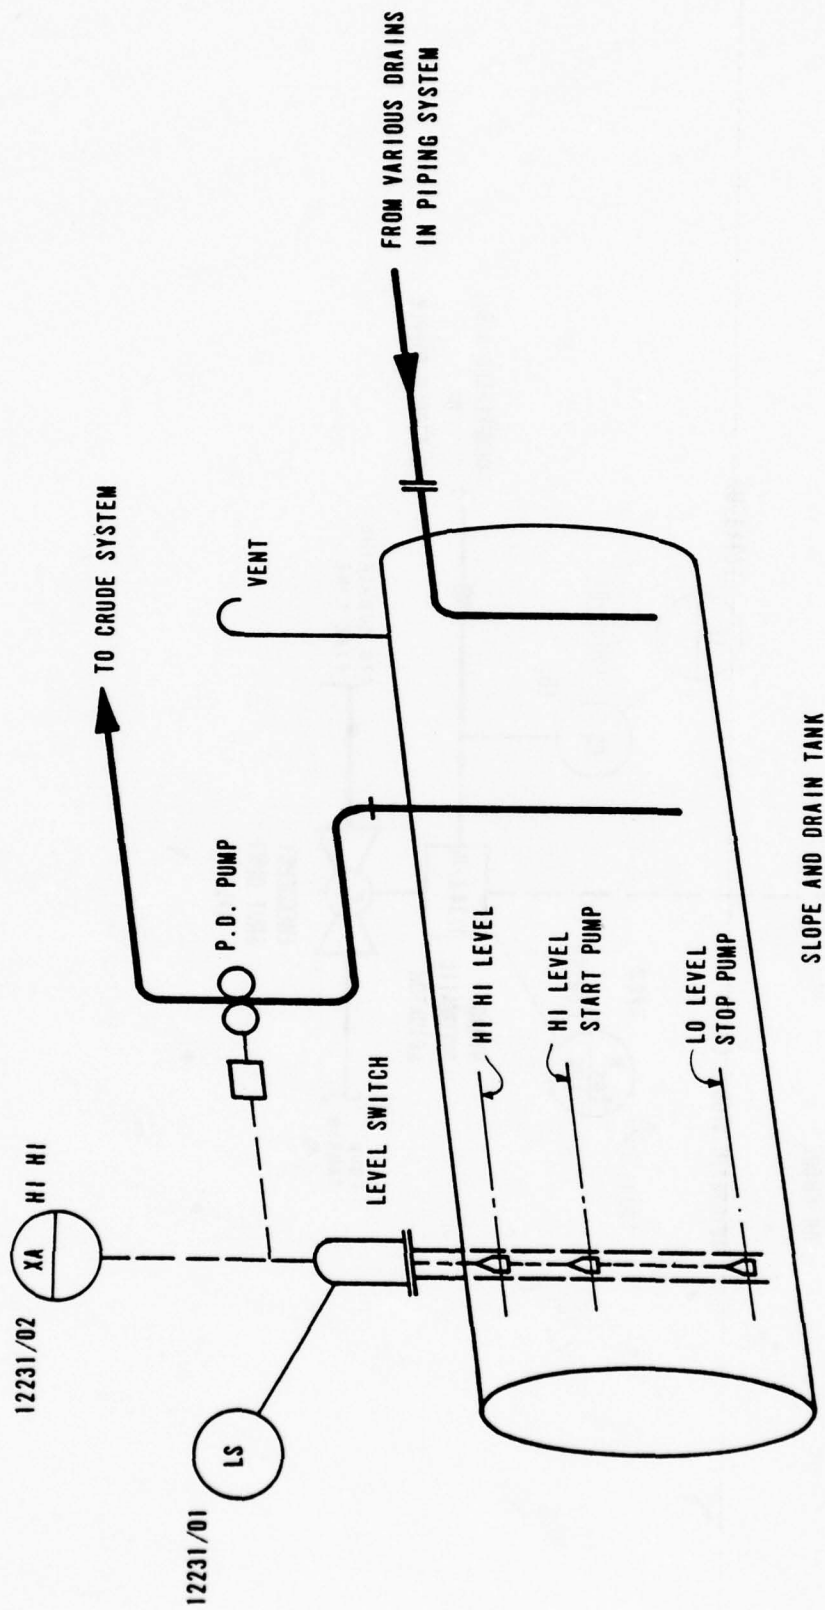 12231/02
XA
HI HI
12231/01
LS
LEVEL SWITCH
P.D. PUMP
TO CRUDE SYSTEM
VENT
FROM VARIOUS DRAINS
IN PIPING SYSTEM
HI HI LEVEL
HI LEVEL
START PUMP
LO LEVEL
STOP PUMP
SLOPE AND DRAIN TANK